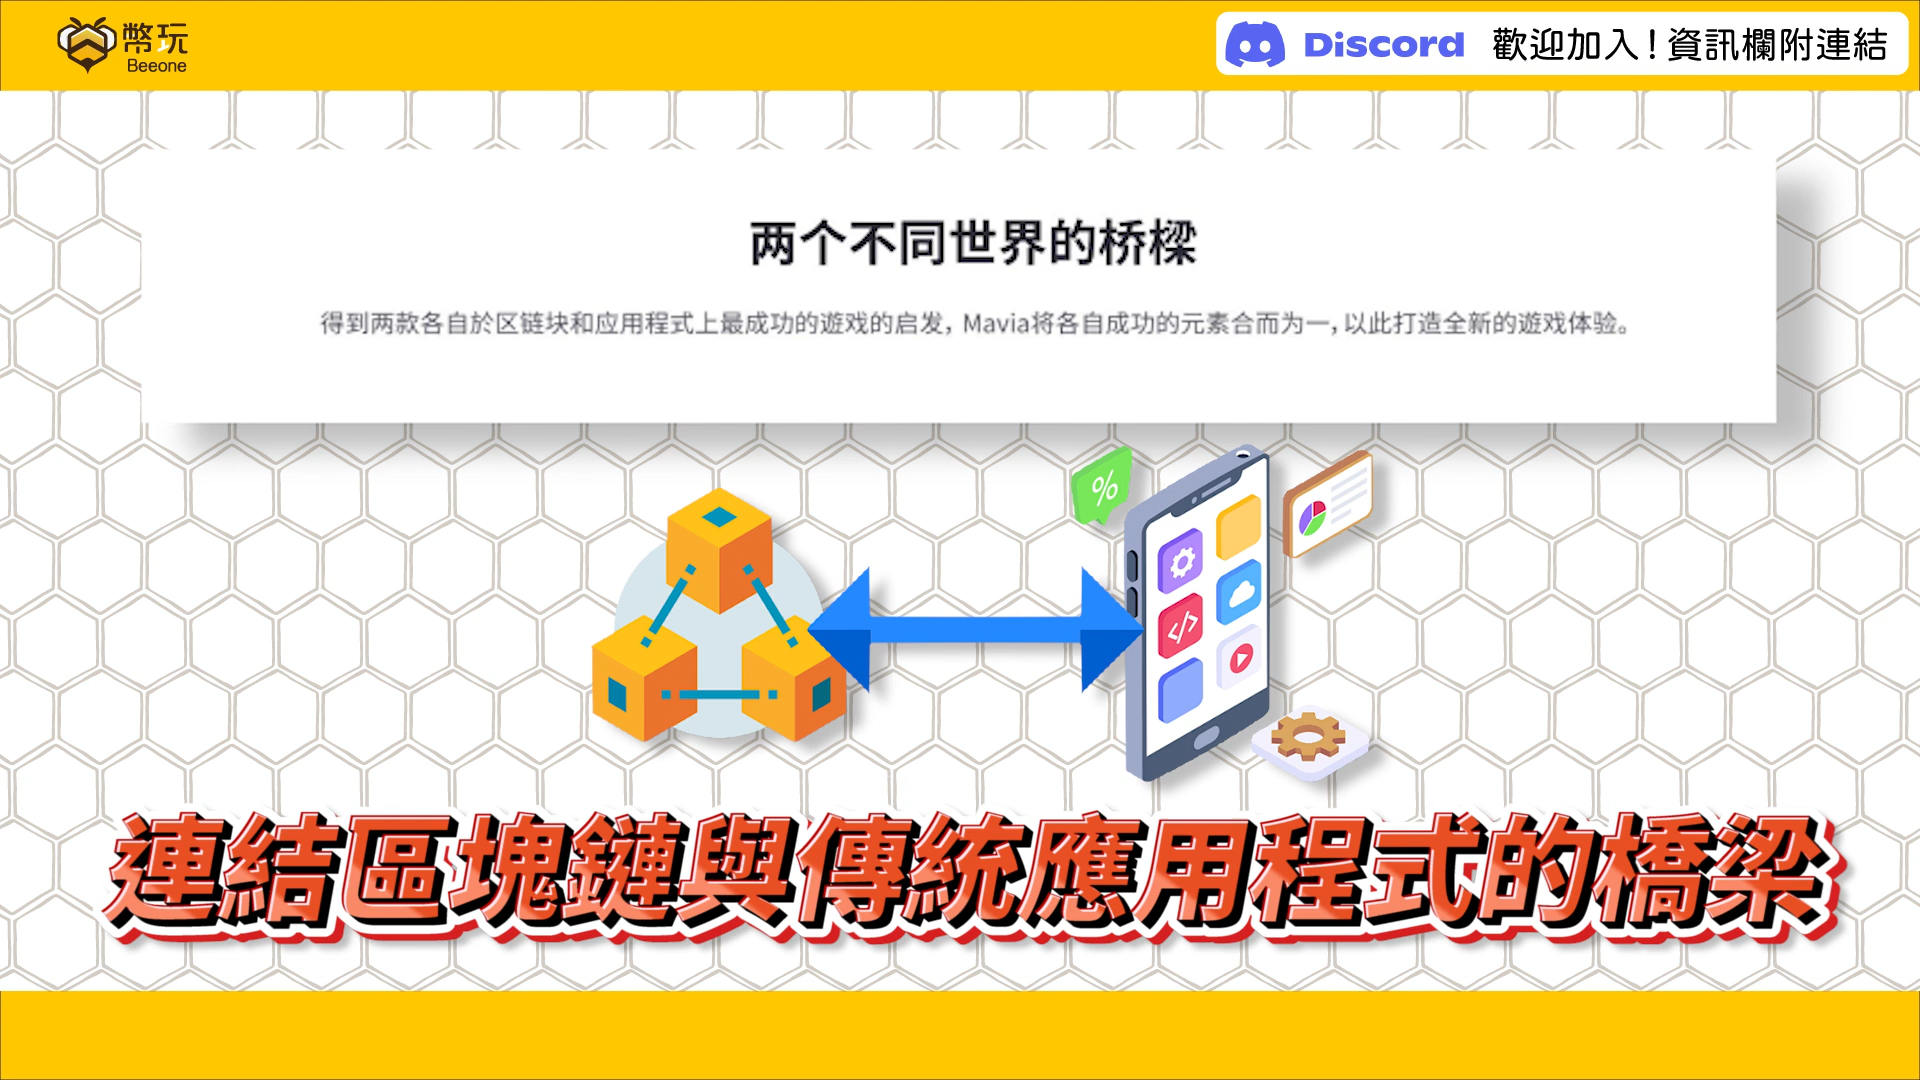 幣玩
Beeone
Discord 歡迎加入！資訊欄附連結
两个不同世界的桥樑
得到两款各自於区链块和应用程式上最成功的遊戏的启发，Mavia将各自成功的元素合而为一，以此打造全新的遊戏体验。
%
</>
連結區塊鏈與傳統應用程式的橋梁